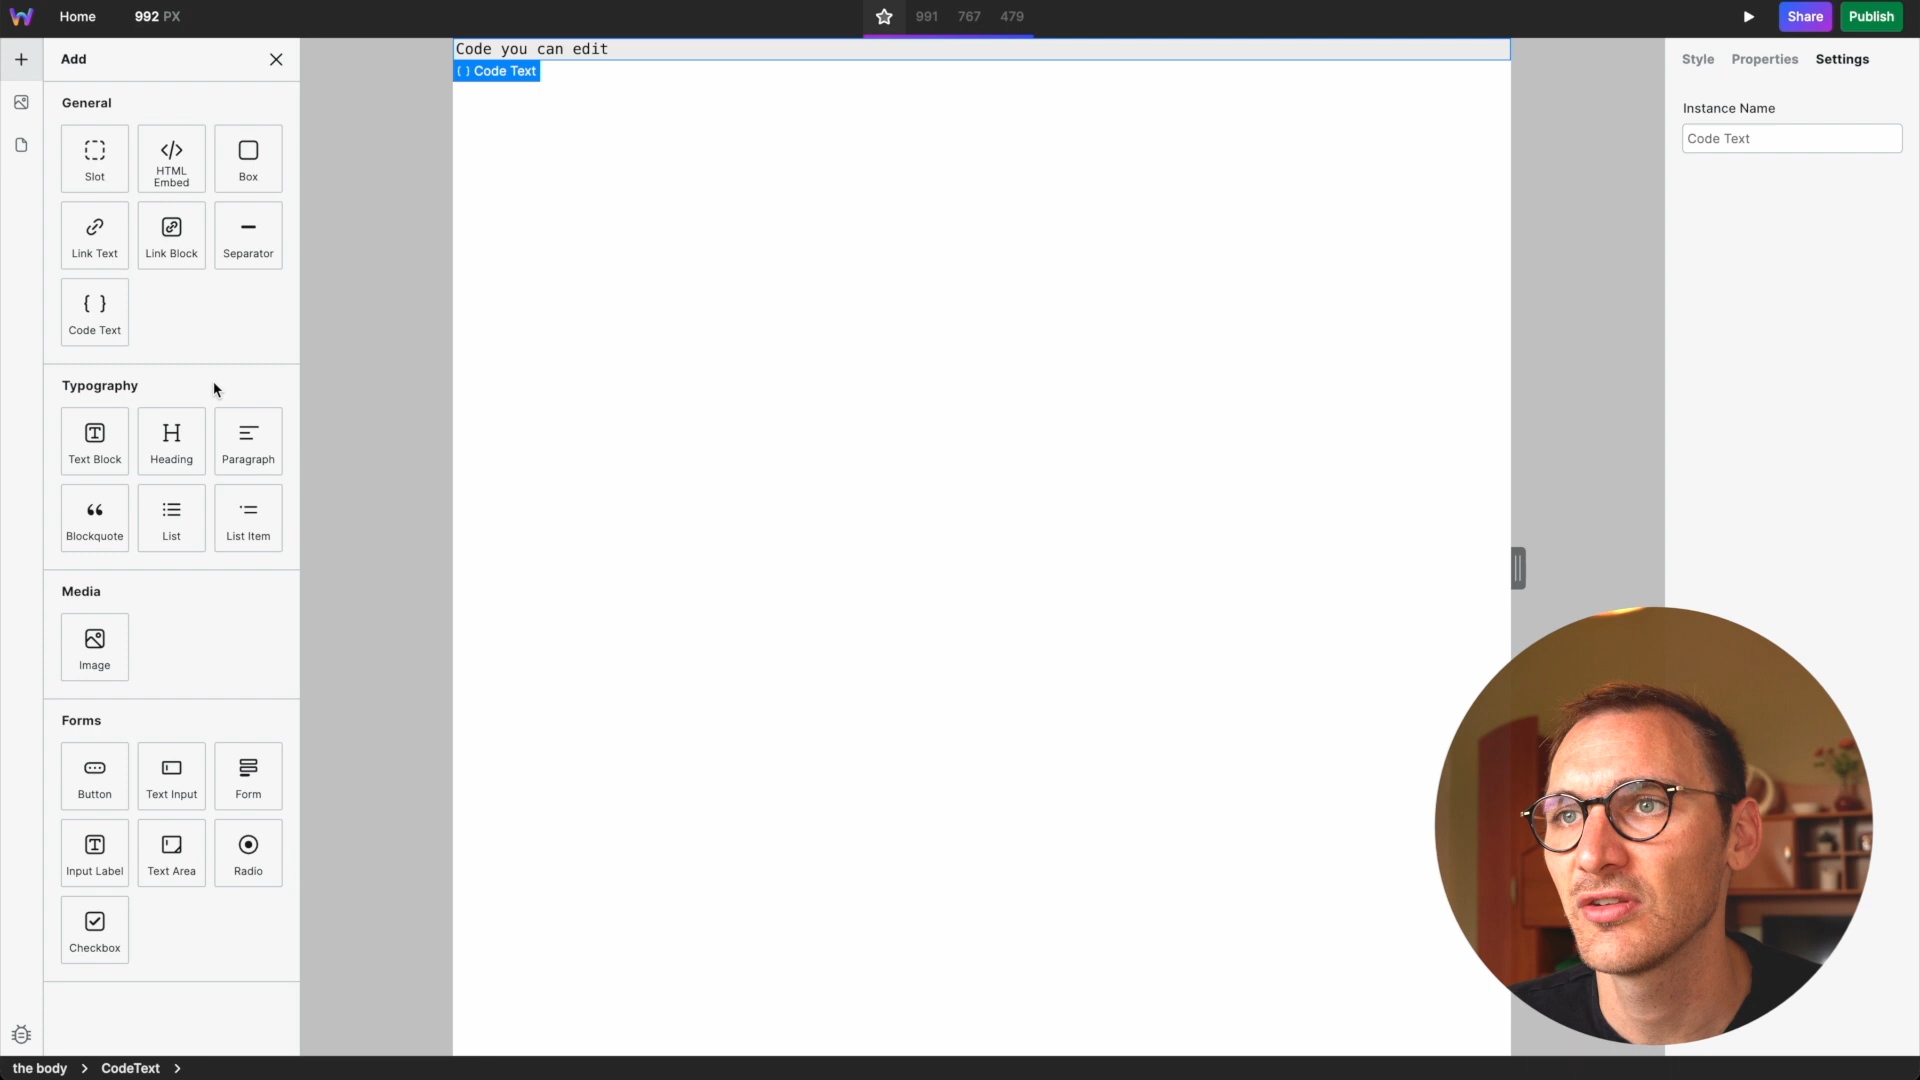 Home 992 PX 991 767 479 Share Publish
Add
Style Properties Settings
Code you can edit
{ } Code Text
General
Slot
HTML Embed
Box
Link Text
Link Block
Separator
Code Text
Typography
Text Block
Heading
Paragraph
Blockquote
List
List Item
Media
Image
Forms
Button
Text Input
Form
Input Label
Text Area
Radio
Checkbox
Instance Name
Code Text
the body > CodeText >